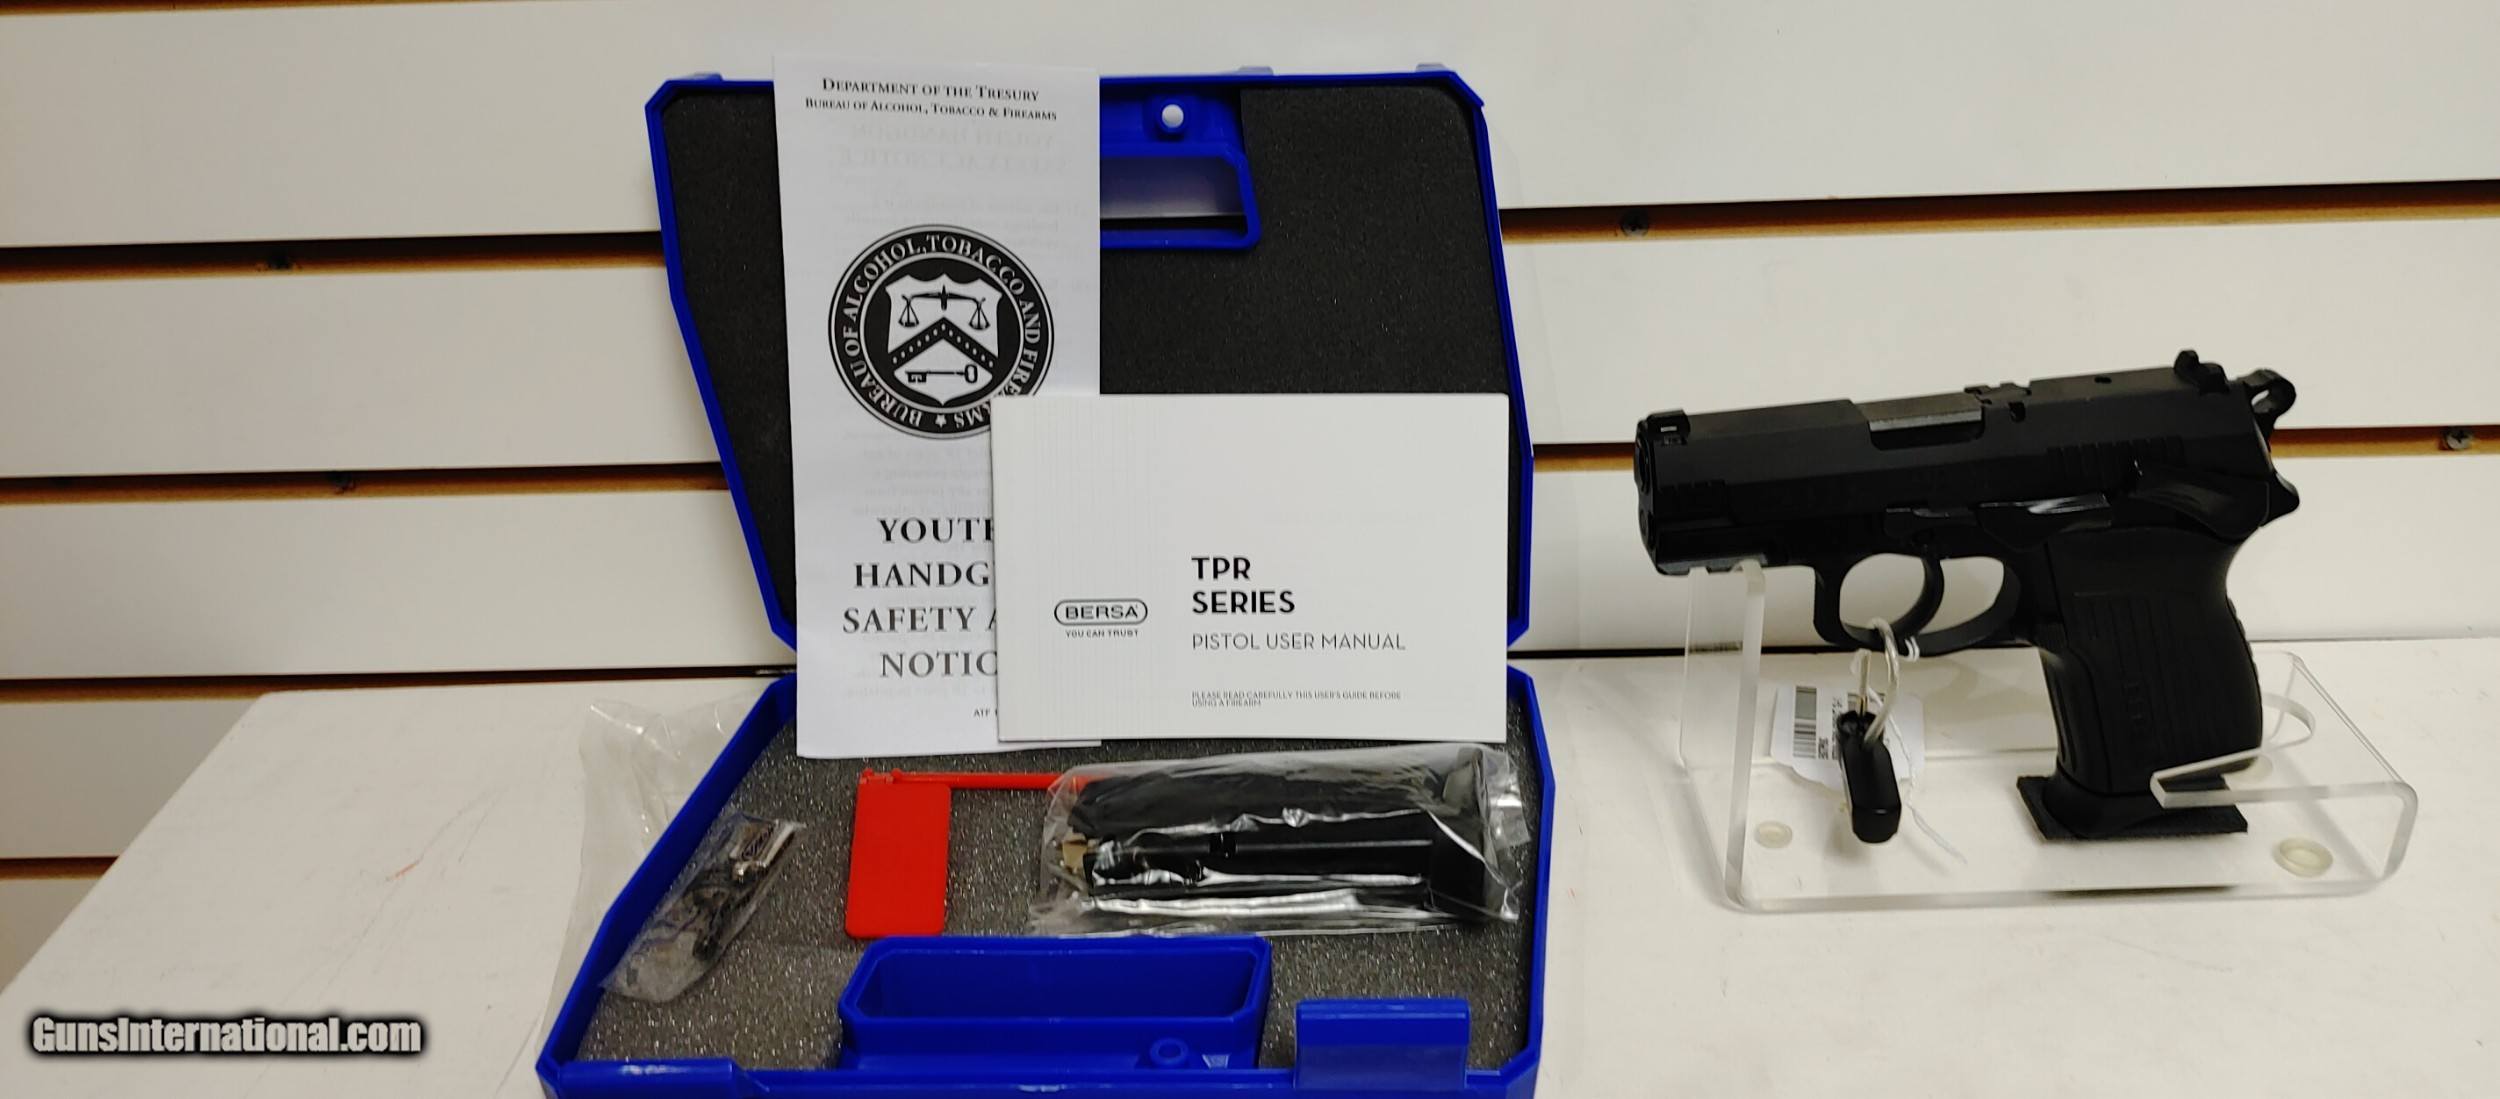 DEPARTMENT OF THE TRESURY
BUREAU OF ALCOHOL, TOBACCO & FIREARMS
BUREAU OF ALCOHOL, TOBACCO AND FIREARMS
YOUTH
HANDG
SAFETY A
NOTIC
ATF
BERSA
YOU CAN TRUST
TPR
SERIES
PISTOL USER MANUAL
PLEASE READ CAREFULLY THIS USER'S GUIDE BEFORE
USING A FIREARM
GunsInternational.com